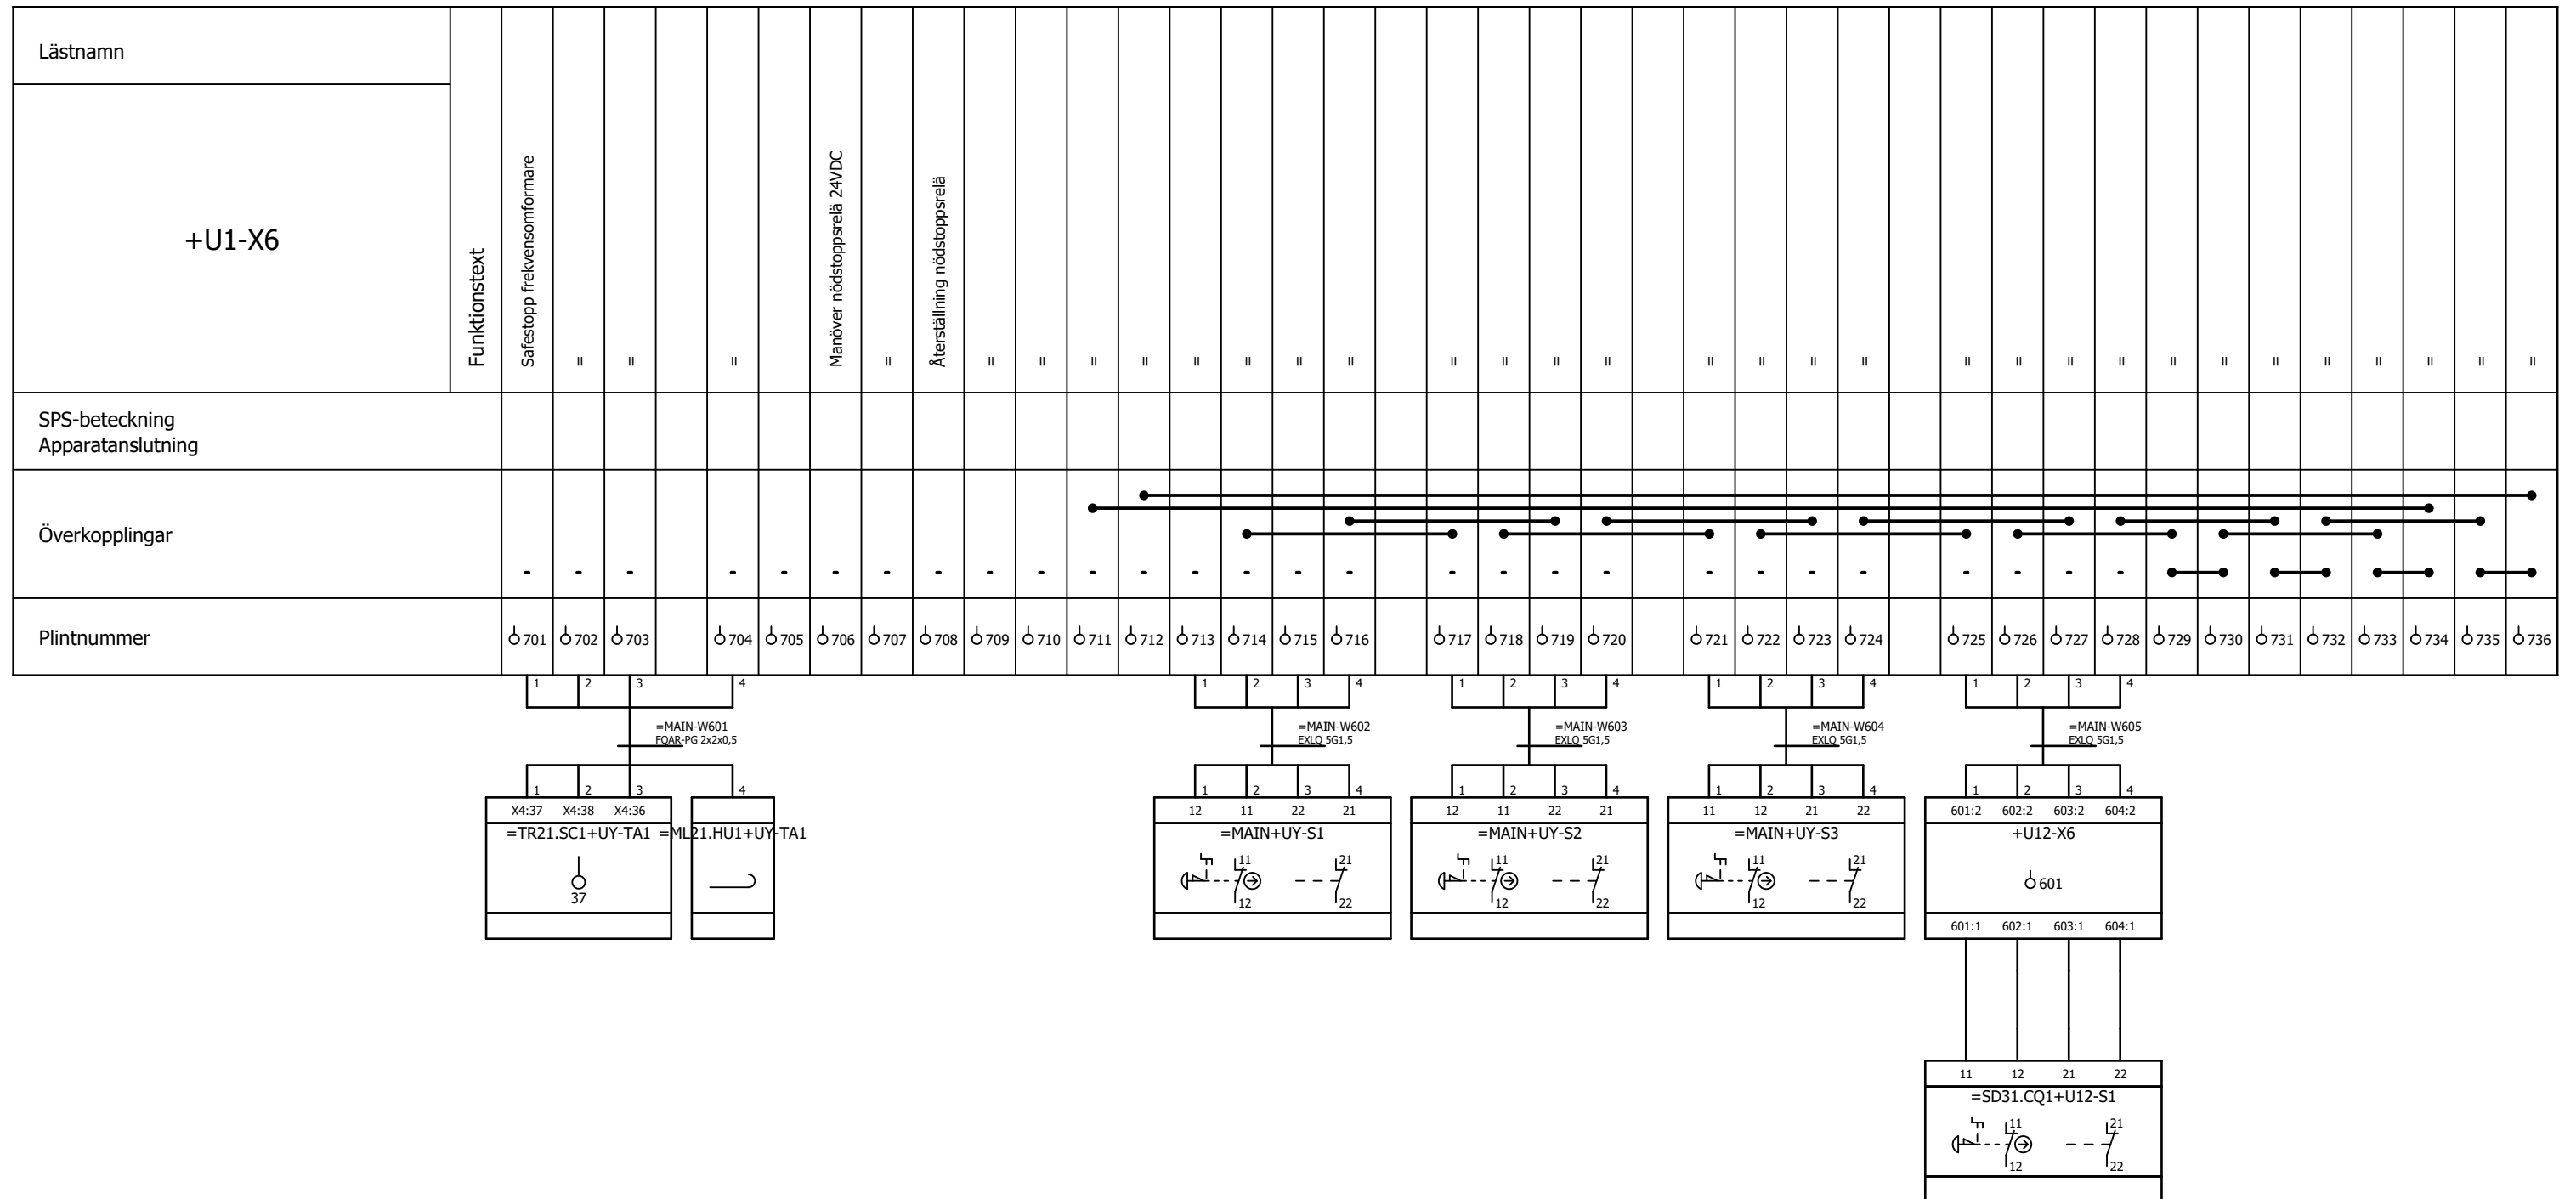 Lästnamn
+U1-X6
Funktionstext
Safestopp frekvensomformare
=
=
=
Manöver nödstoppsrelä 24VDC
=
Återställning nödstoppsrelä
= = = = = = = =
= = = =
= = = =
= = = = = = = = = = = =
SPS-beteckning
Apparatanslutning
Överkopplingar
- - - - - - - - - - - - - - - - - - - - - - - - - - - -
Plintnummer
701 702 703 704 705 706 707 708 709 710 711 712 713 714 715 716 717 718 719 720 721 722 723 724 725 726 727 728 729 730 731 732 733 734 735 736
1 2 3 4 1 2 3 4 1 2 3 4 1 2 3 4 1 2 3 4
=MAIN-W601
FQAR-PG 2x2x0,5
=MAIN-W602
EXLQ 5G1,5
=MAIN-W603
EXLQ 5G1,5
=MAIN-W604
EXLQ 5G1,5
=MAIN-W605
EXLQ 5G1,5
1 2 3 4 1 2 3 4 1 2 3 4 1 2 3 4 1 2 3 4
X4:37 X4:38 X4:36
=TR21.SC1+UY-TA1
37
=ML21.HU1+UY-TA1
12 11 22 21
=MAIN+UY-S1
11 21
12 22
12 11 22 21
=MAIN+UY-S2
11 21
12 22
11 12 21 22
=MAIN+UY-S3
11 21
12 22
601:2 602:2 603:2 604:2
+U12-X6
601
601:1 602:1 603:1 604:1
11 12 21 22
=SD31.CQ1+U12-S1
11 21
12 22